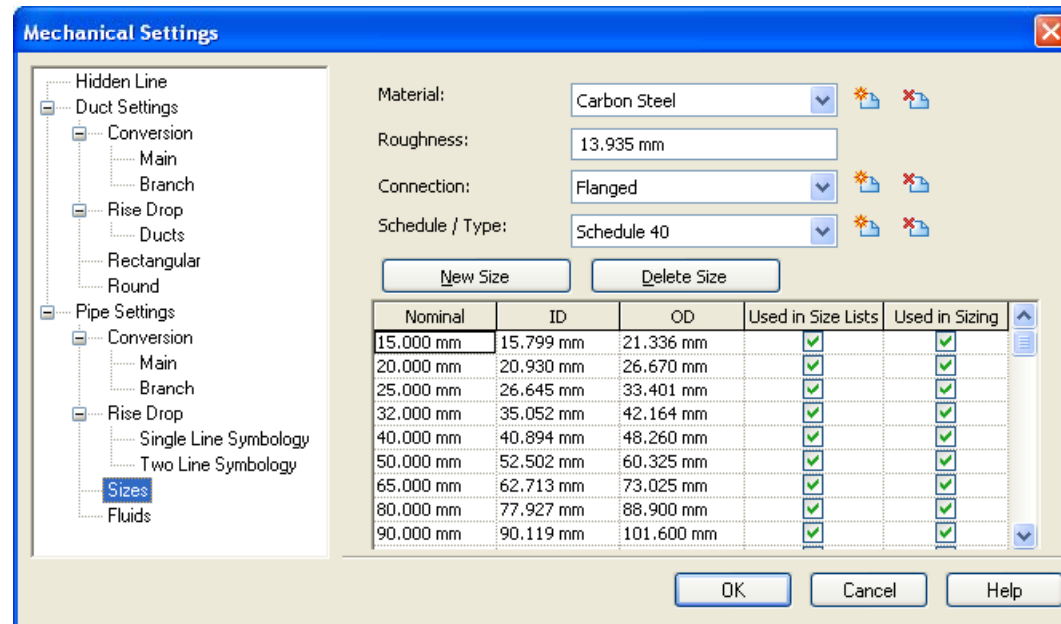 Mechanical Settings
Hidden Line
Duct Settings
Conversion
Main
Branch
Rise Drop
Ducts
Rectangular
Round
Pipe Settings
Conversion
Main
Branch
Rise Drop
Single Line Symbology
Two Line Symbology
Sizes
Fluids
Material: Carbon Steel
Roughness: 13.935 mm
Connection: Flanged
Schedule / Type: Schedule 40
New Size Delete Size
Nominal ID OD Used in Size Lists Used in Sizing
15.000 mm 15.799 mm 21.336 mm
20.000 mm 20.930 mm 26.670 mm
25.000 mm 26.645 mm 33.401 mm
32.000 mm 35.052 mm 42.164 mm
40.000 mm 40.894 mm 48.260 mm
50.000 mm 52.502 mm 60.325 mm
65.000 mm 62.713 mm 73.025 mm
80.000 mm 77.927 mm 88.900 mm
90.000 mm 90.119 mm 101.600 mm
OK Cancel Help